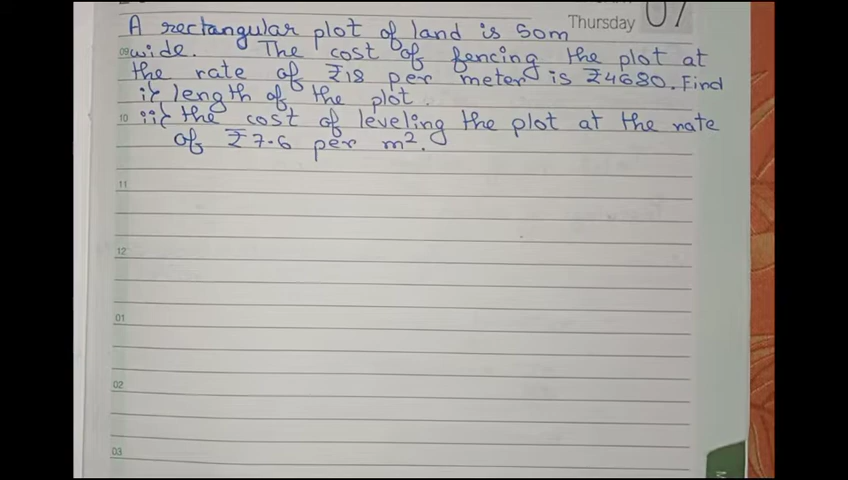 Thursday 07
A rectangular plot of land is 50m
09 wide. The cost of fencing the plot at
the rate of ₹18 per meter is ₹4680. Find
i) length of the plot.
10 ii) the cost of leveling the plot at the rate
of ₹7.6 per m².
11
12
01
02
03